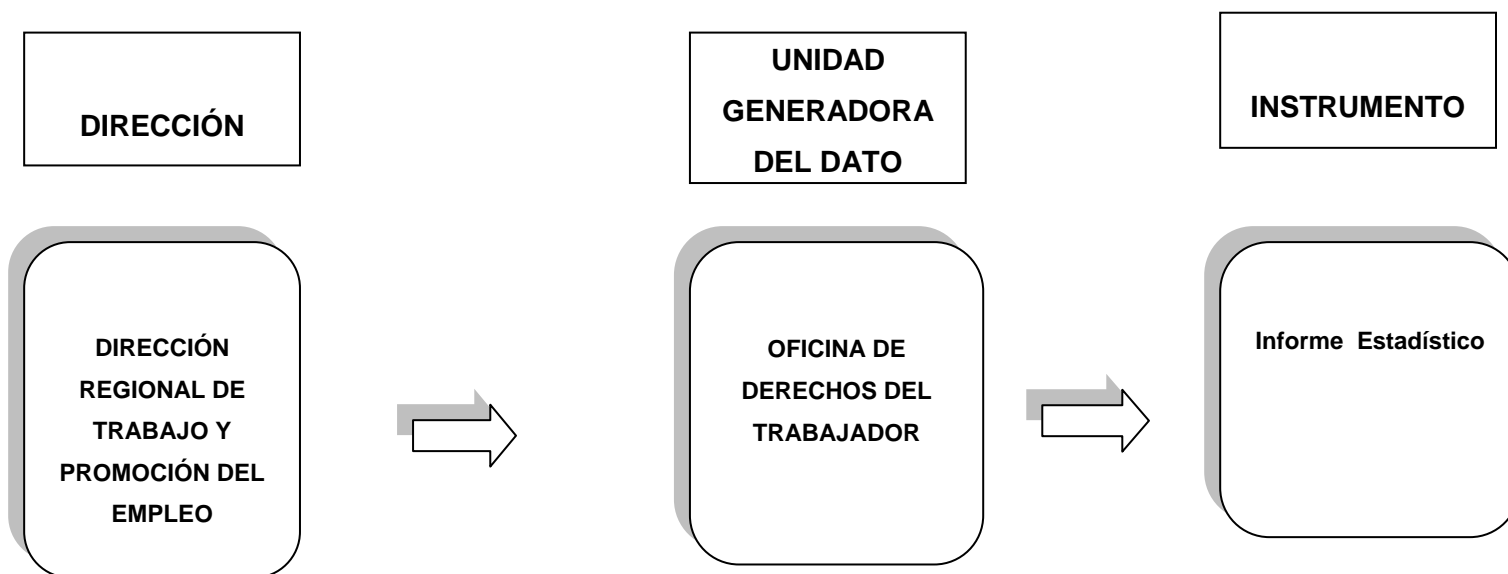 DIRECCIÓN
UNIDAD
GENERADORA
DEL DATO
INSTRUMENTO
DIRECCIÓN
REGIONAL DE
TRABAJO Y
PROMOCIÓN DEL
EMPLEO
OFICINA DE
DERECHOS DEL
TRABAJADOR
Informe Estadístico